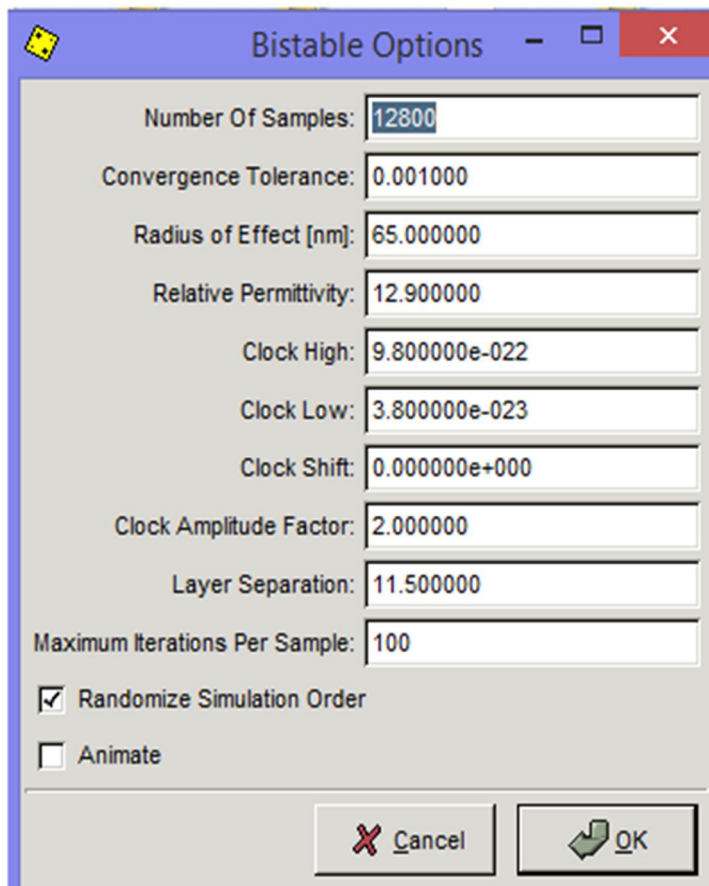 Bistable Options
Number Of Samples: 12800
Convergence Tolerance: 0.001000
Radius of Effect [nm]: 65.000000
Relative Permittivity: 12.900000
Clock High: 9.800000e-022
Clock Low: 3.800000e-023
Clock Shift: 0.000000e+000
Clock Amplitude Factor: 2.000000
Layer Separation: 11.500000
Maximum Iterations Per Sample: 100
Randomize Simulation Order
Animate
Cancel OK